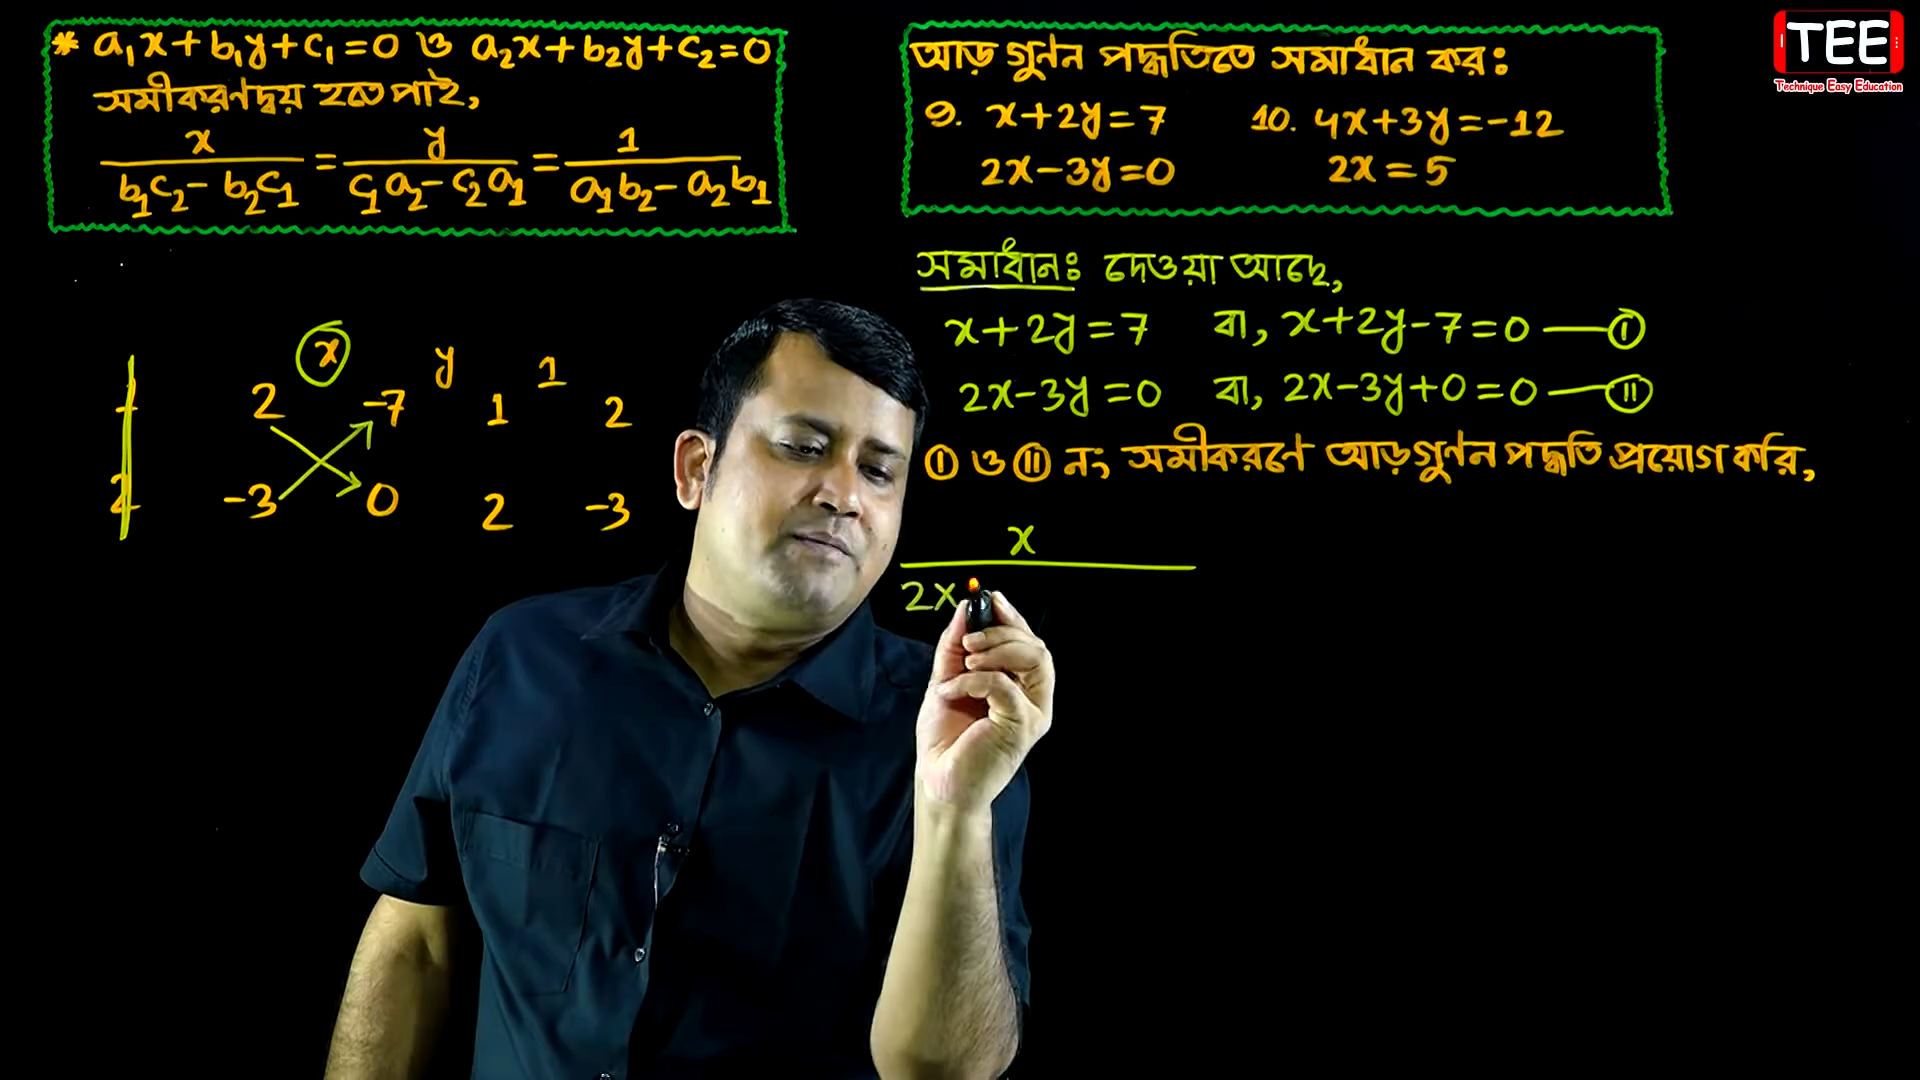 * a₁x+b₁y+c₁=0 ও a₂x+b₂y+c₂=0
সমীকরণদ্বয় হতে পাই,
x/(b₁c₂-b₂c₁) = y/(c₁a₂-c₂a₁) = 1/(a₁b₂-a₂b₁)
আড় গুণন পদ্ধতিতে সমাধান কর:
9. x+2y=7 10. 4x+3y=-12
2x-3y=0 2x=5
TEE
Technique Easy Education
সমাধান: দেওয়া আছে,
x+2y=7 বা, x+2y-7=0 — (i)
2x-3y=0 বা, 2x-3y+0=0 — (ii)
(i) ও (ii) নং সমীকরণে আড়গুণন পদ্ধতি প্রয়োগ করি,
x y 1
2 -7 1 2
2 -3 0 2 -3
x
2×